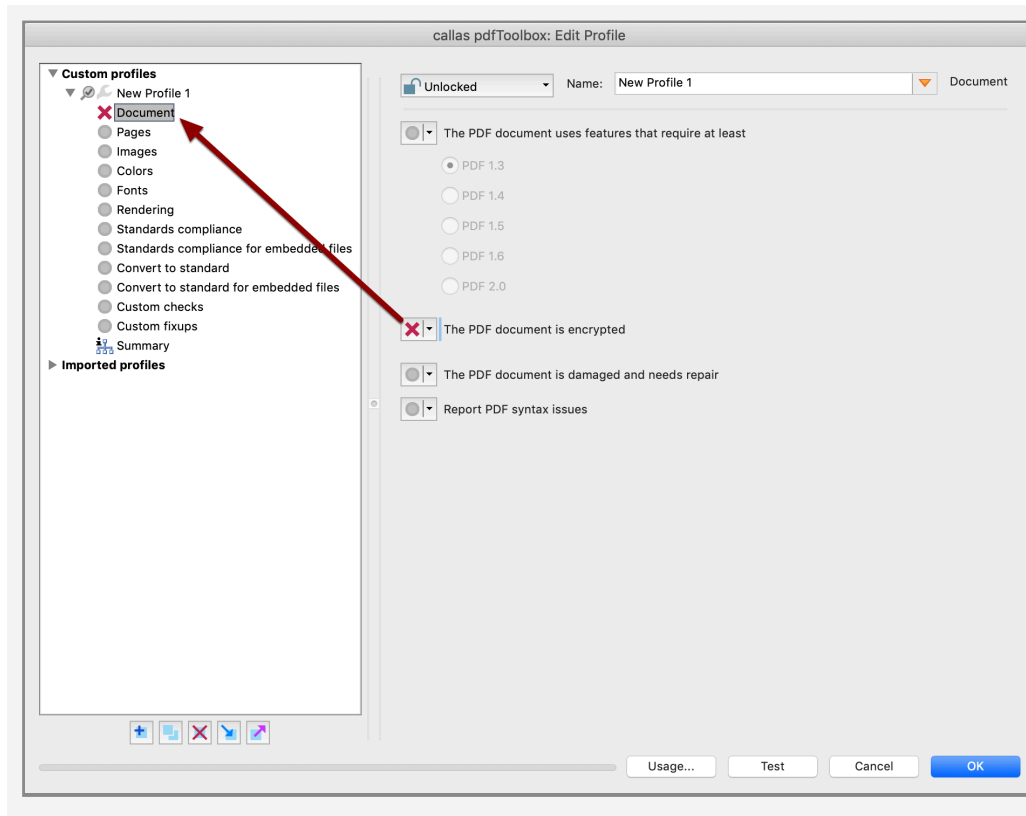 callas pdfToolbox: Edit Profile
Custom profiles
New Profile 1
Document
Pages
Images
Colors
Fonts
Rendering
Standards compliance
Standards compliance for embedded files
Convert to standard
Convert to standard for embedded files
Custom checks
Custom fixups
Summary
Imported profiles
Unlocked Name: New Profile 1 Document
The PDF document uses features that require at least
PDF 1.3
PDF 1.4
PDF 1.5
PDF 1.6
PDF 2.0
The PDF document is encrypted
The PDF document is damaged and needs repair
Report PDF syntax issues
Usage... Test Cancel OK